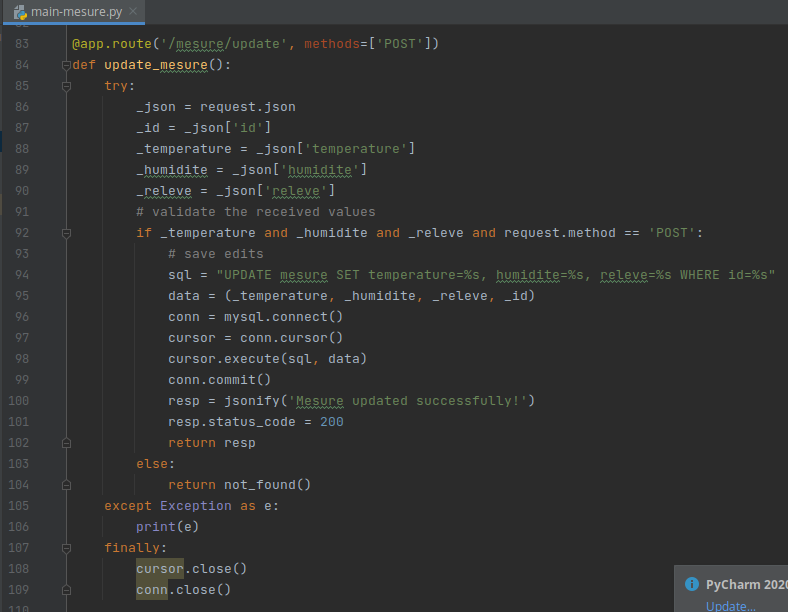 main-mesure.py
83 @app.route('/mesure/update', methods=['POST'])
84 def update_mesure():
85     try:
86         _json = request.json
87         _id = _json['id']
88         _temperature = _json['temperature']
89         _humidite = _json['humidite']
90         _releve = _json['releve']
91         # validate the received values
92         if _temperature and _humidite and _releve and request.method == 'POST':
93             # save edits
94             sql = "UPDATE mesure SET temperature=%s, humidite=%s, releve=%s WHERE id=%s"
95             data = (_temperature, _humidite, _releve, _id)
96             conn = mysql.connect()
97             cursor = conn.cursor()
98             cursor.execute(sql, data)
99             conn.commit()
100             resp = jsonify('Mesure updated successfully!')
101             resp.status_code = 200
102             return resp
103         else:
104             return not_found()
105     except Exception as e:
106         print(e)
107     finally:
108         cursor.close()
109         conn.close()
PyCharm 2020
Update...